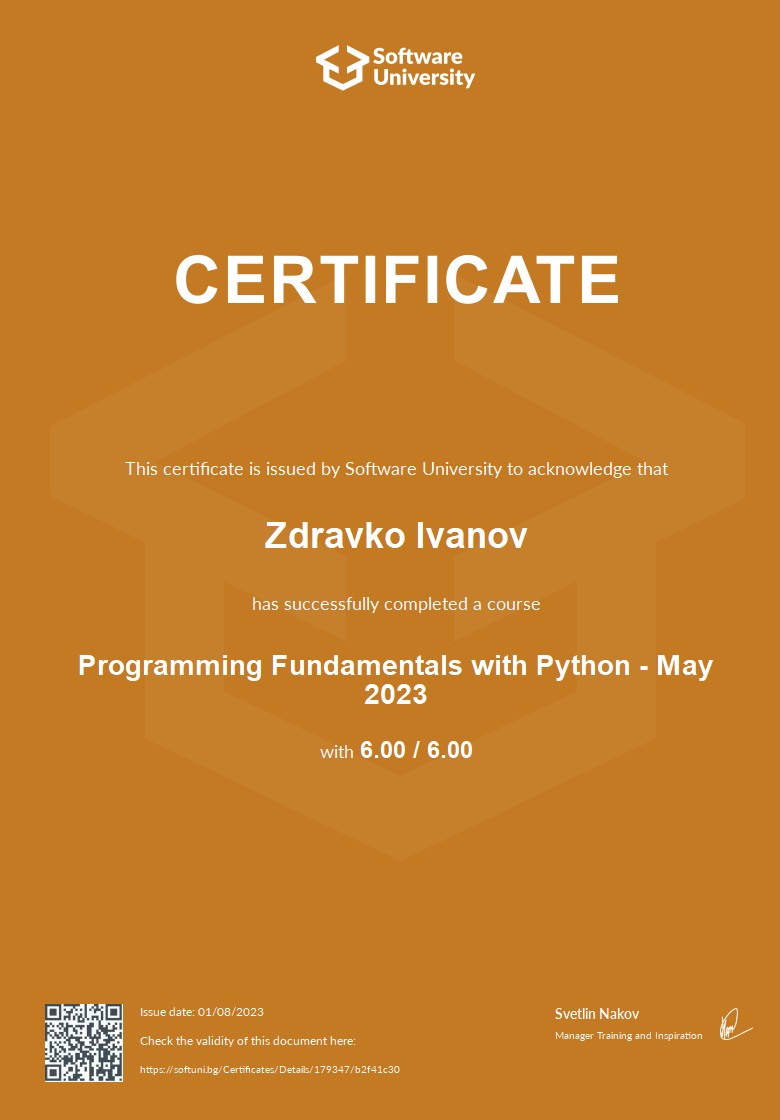 Software
University
CERTIFICATE
This certificate is issued by Software University to acknowledge that
Zdravko Ivanov
has successfully completed a course
Programming Fundamentals with Python - May
2023
with 6.00 / 6.00
Issue date: 01/08/2023
Check the validity of this document here:
https://softuni.bg/Certificates/Details/179347/b2f41c30
Svetlin Nakov
Manager Training and Inspiration